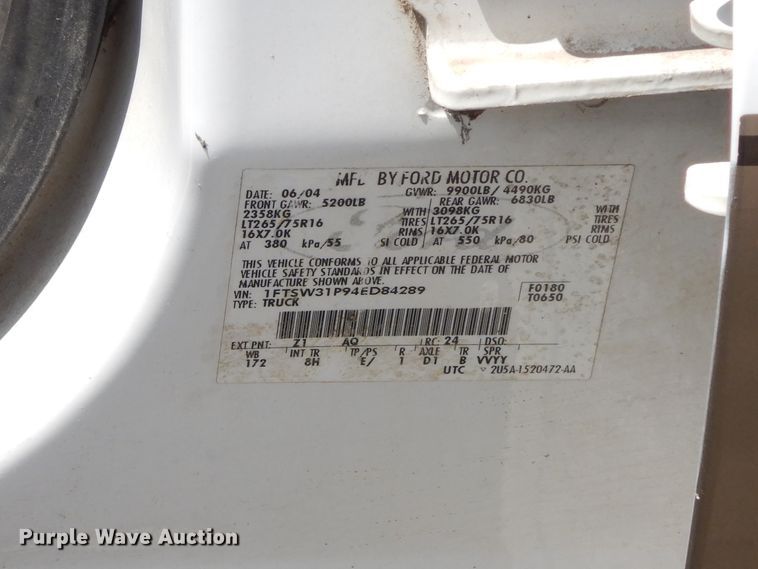 MFD BY FORD MOTOR CO.
DATE: 06/04 GVWR: 9900LB/ 4490KG
FRONT GAWR: 5200LB REAR GAWR: 6830LB
2358KG WITH 3098KG WITH
LT265/75R16 TIRES LT265/75R16 TIRES
16X7.0K RIMS 16X7.0K RIMS
AT 380 kPa/55 SI COLD AT 550 kPa/80 PSI COLD
THIS VEHICLE CONFORMS TO ALL APPLICABLE FEDERAL MOTOR
VEHICLE SAFETY STANDARDS IN EFFECT ON THE DATE OF
MANUFACTURE SHOWN ABOVE.
VIN: 1FTSW31P94ED84289 F0180
TYPE: TRUCK T0650
EXT PNT: Z1 AQ RC: 24 DSO:
WB INT TR TP/PS R AXLE TR SPR
172 8H E/ 1 D1 B VVYY
UTC 2U5A-1520472-AA
Purple Wave Auction